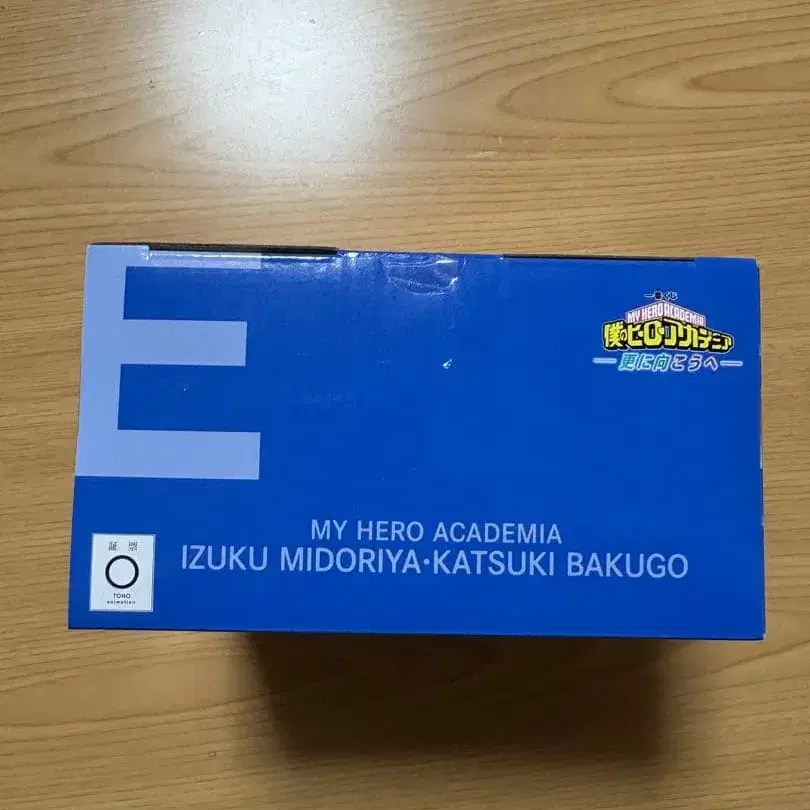 E
一番くじ
MY HERO ACADEMIA
僕のヒーローアカデミア
更に向こうへ
MY HERO ACADEMIA
IZUKU MIDORIYA・KATSUKI BAKUGO
証 票
TOHO
animation